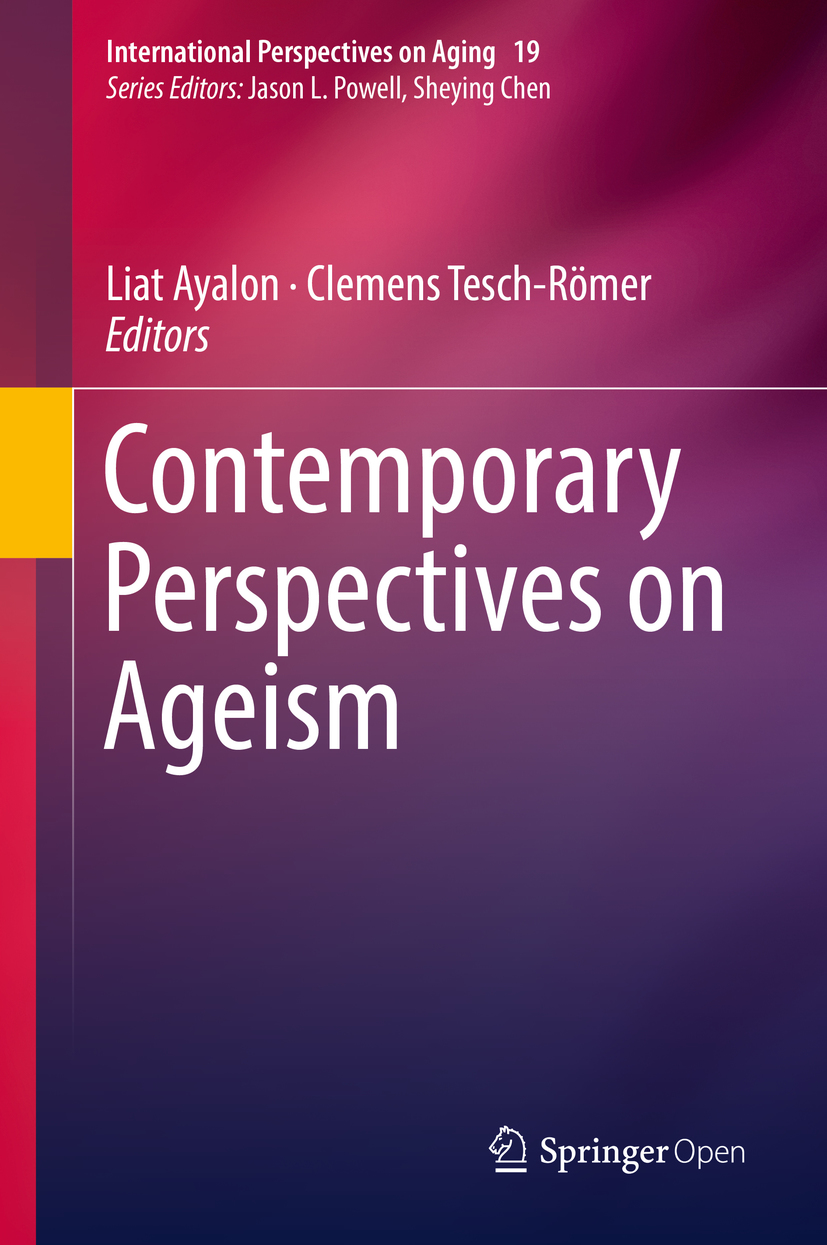 International Perspectives on Aging 19
Series Editors: Jason L. Powell, Sheying Chen
Liat Ayalon · Clemens Tesch-Römer
Editors
Contemporary
Perspectives on
Ageism
Springer Open